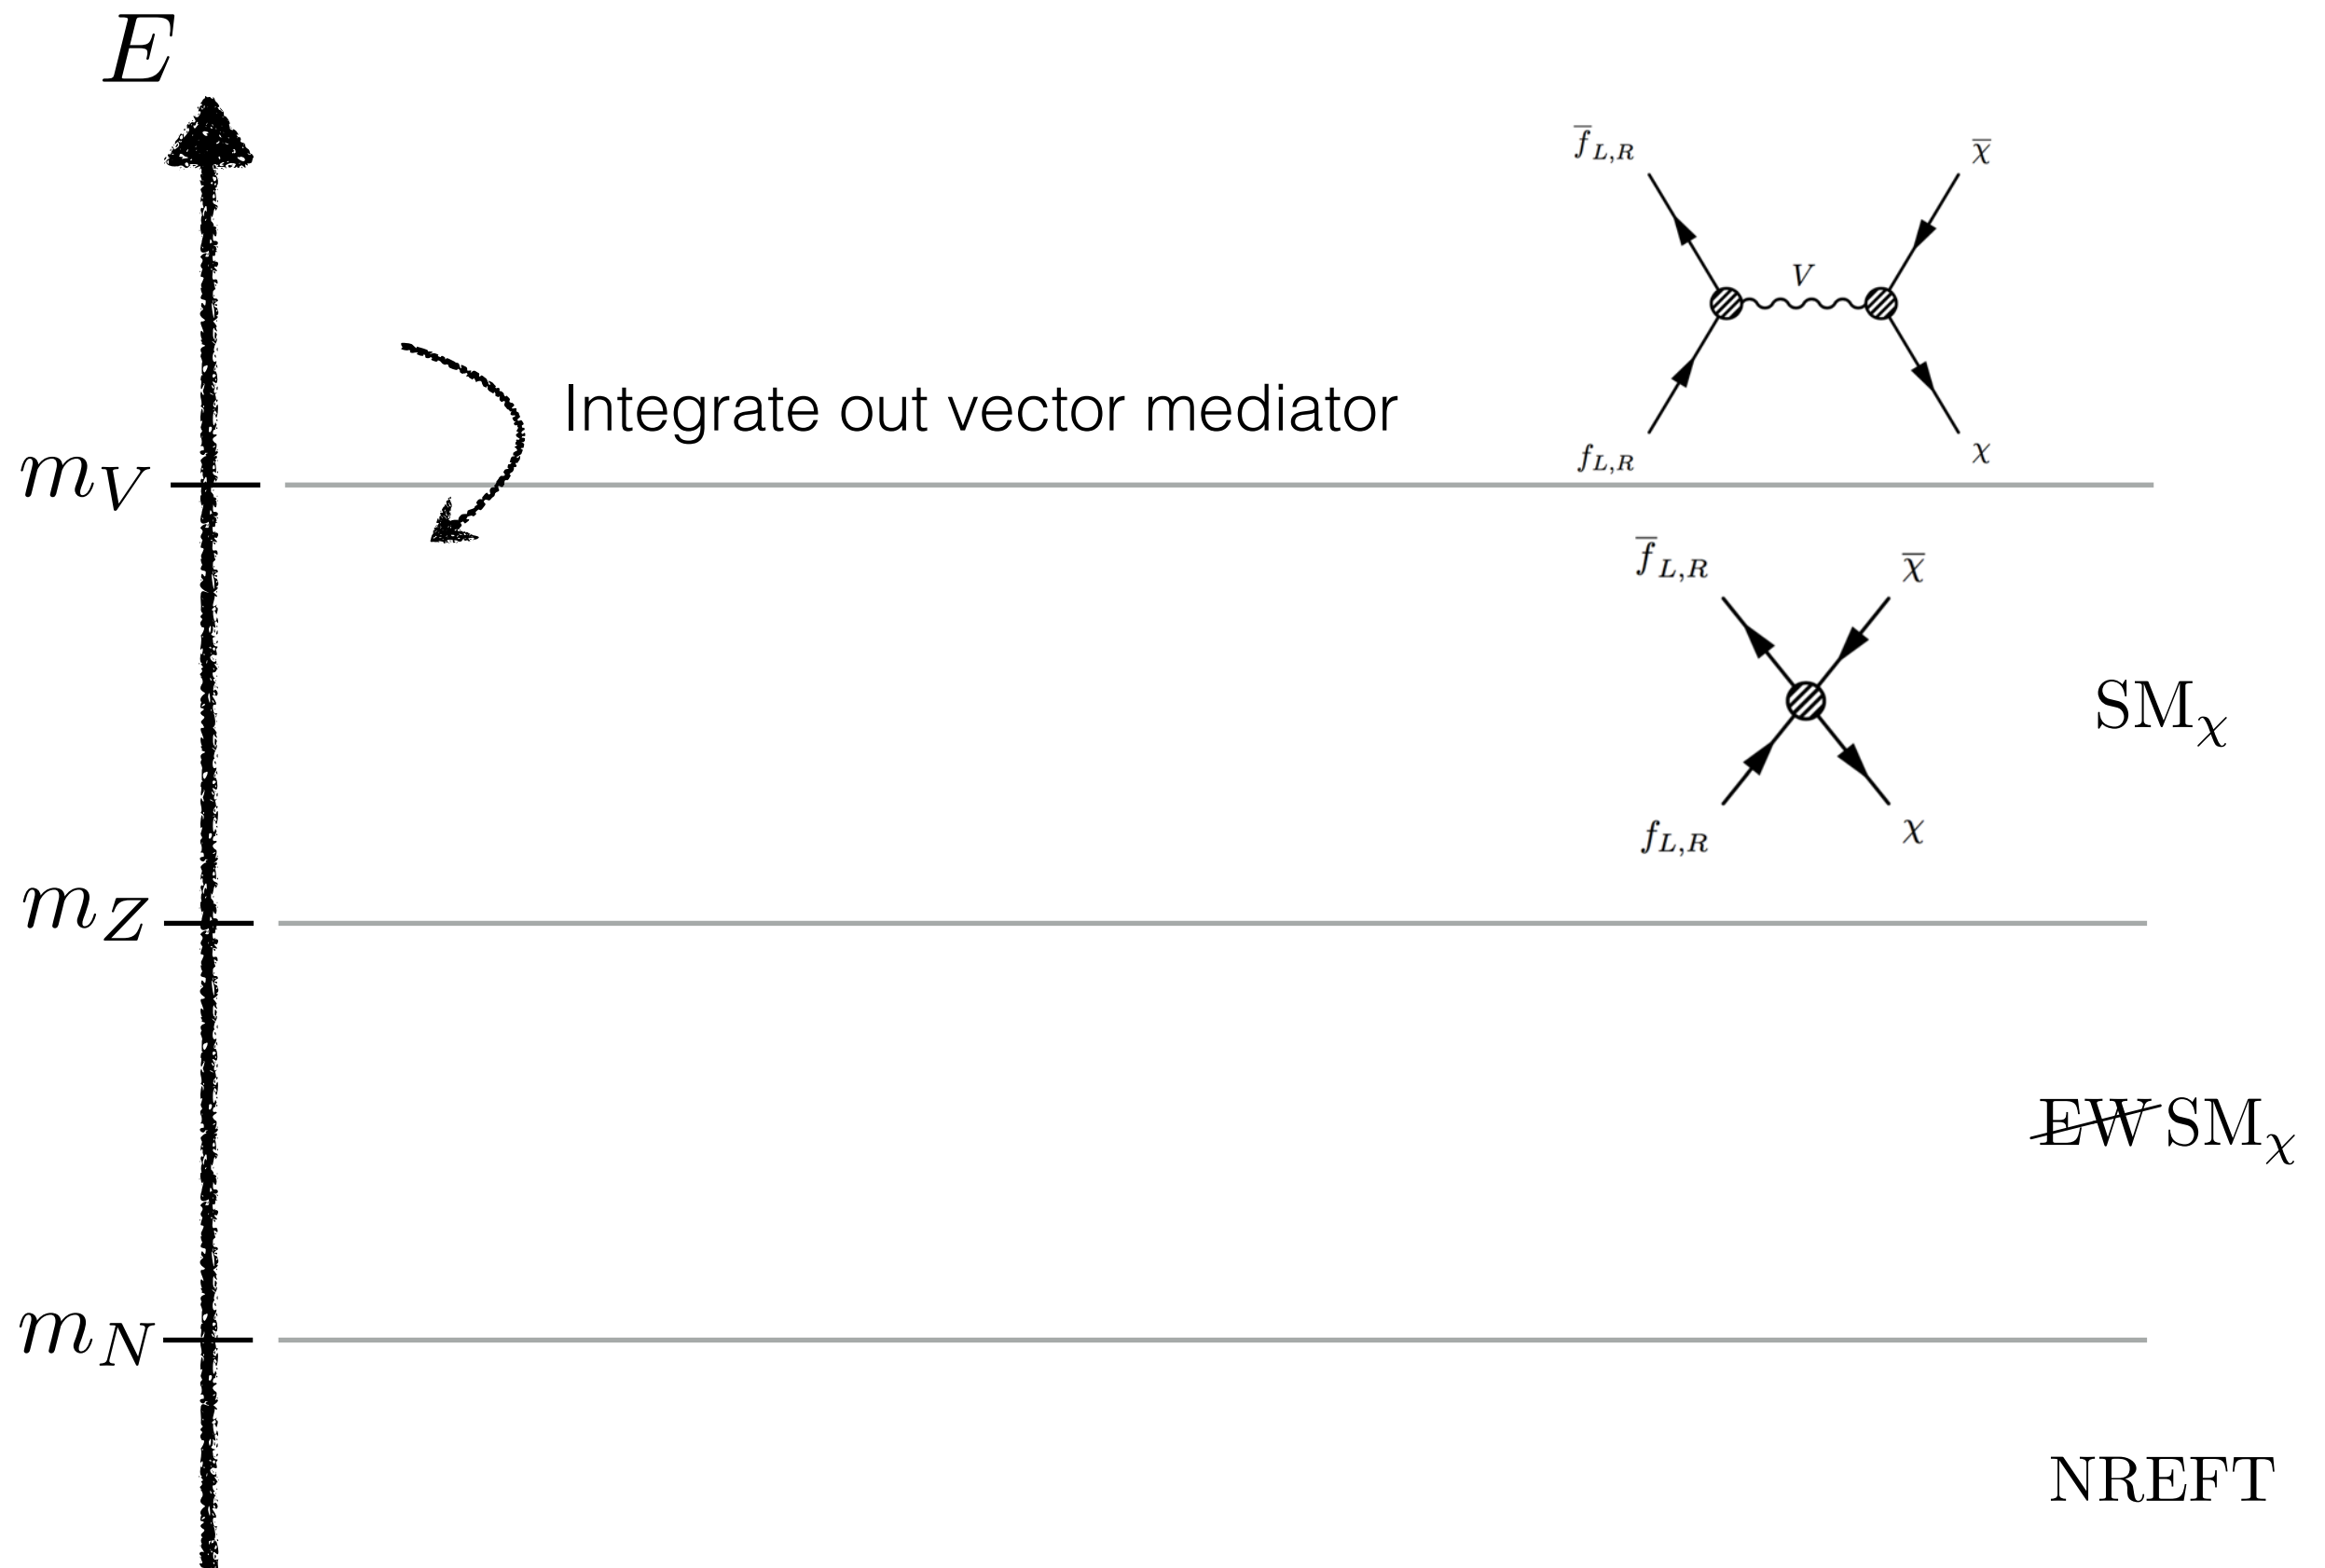 E
f̅_{L,R} χ̅
V
Integrate out vector mediator
f_{L,R} χ
m_V
f̅_{L,R} χ̅
SM_χ
f_{L,R} χ
m_Z
EW SM_χ
m_N
NREFT